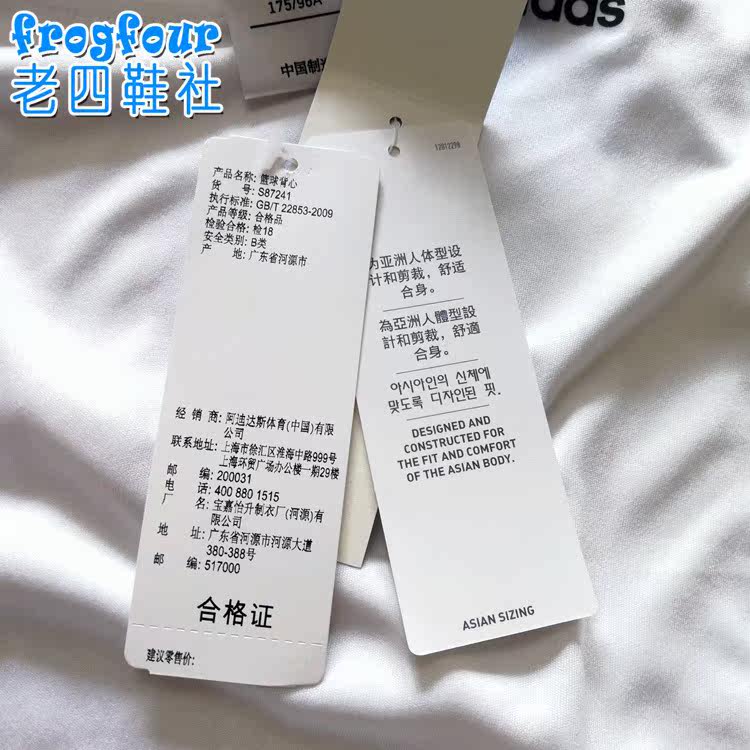 frogfour
老四鞋社
175/96A
中国制造
das
产品名称: 篮球背心
货 号: S87241
执行标准: GB/T 22853-2009
产品等级: 合格品
检验合格: 检18
安全类别: B类
产 地: 广东省河源市
经 销 商: 阿迪达斯体育(中国)有限
公司
联系地址: 上海市徐汇区淮海中路999号
上海环贸广场办公楼一期29楼
邮 编: 200031
电 话: 400 880 1515
厂 名: 宝嘉怡升制衣厂(河源)有
限公司
地 址: 广东省河源市河源大道
380-388号
邮 编: 517000
合格证
建议零售价:
为亚洲人体型设
计和剪裁，舒适
合身。
為亞洲人體型設
計和剪裁，舒適
合身。
아시아인의 신체에
맞도록 디자인된 핏.
DESIGNED AND
CONSTRUCTED FOR
THE FIT AND COMFORT
OF THE ASIAN BODY.
ASIAN SIZING